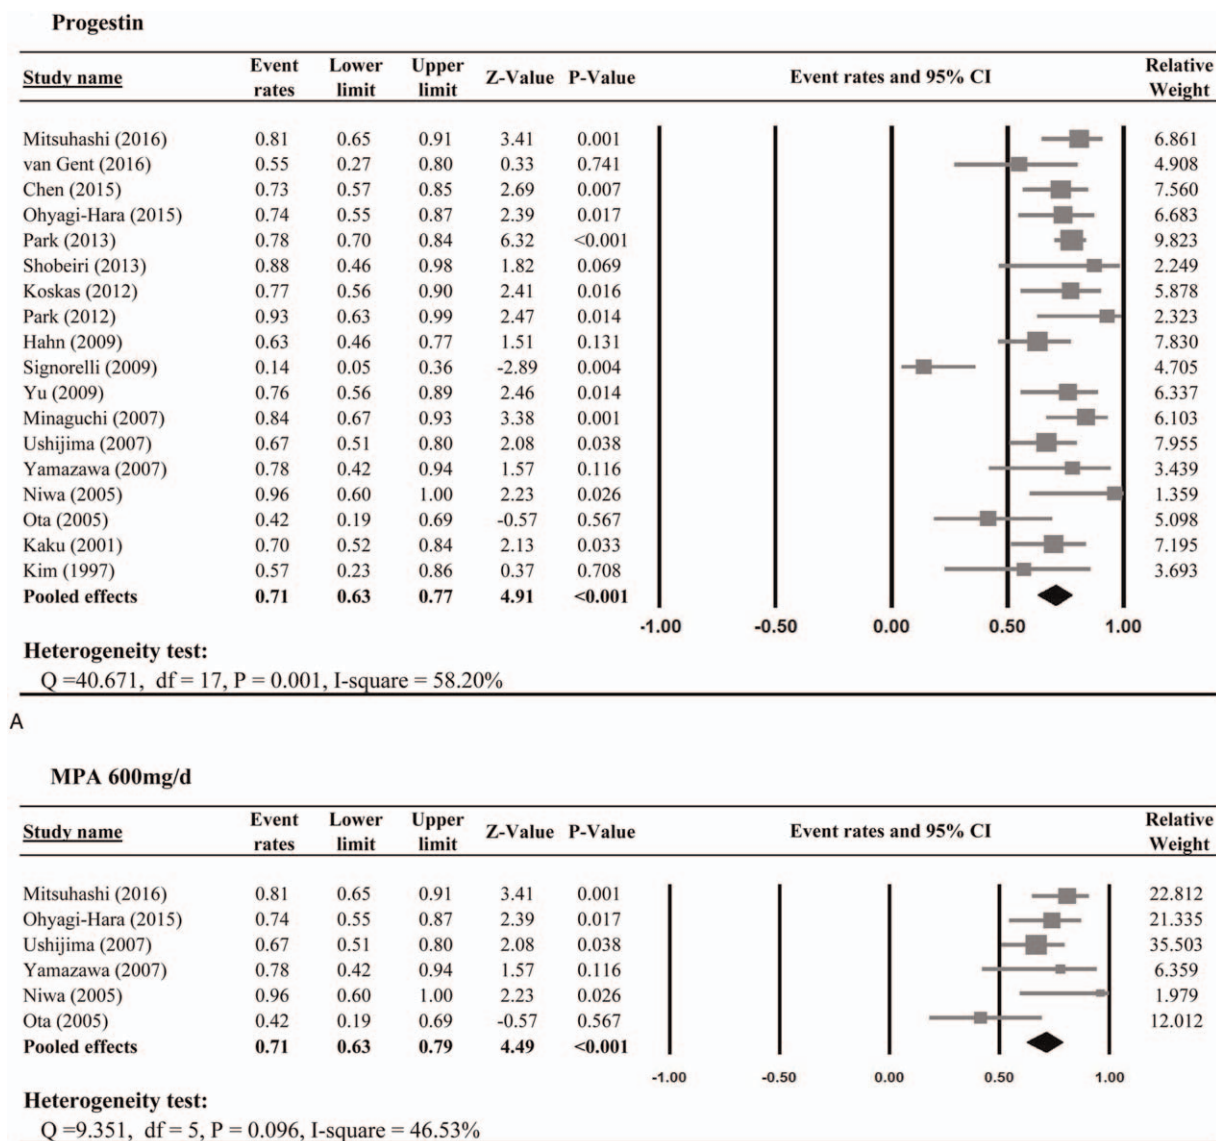 Progestin
Study name Event rates Lower limit Upper limit Z-Value P-Value Event rates and 95% CI Relative Weight
Mitsuhashi (2016) 0.81 0.65 0.91 3.41 0.001 6.861
van Gent (2016) 0.55 0.27 0.80 0.33 0.741 4.908
Chen (2015) 0.73 0.57 0.85 2.69 0.007 7.560
Ohyagi-Hara (2015) 0.74 0.55 0.87 2.39 0.017 6.683
Park (2013) 0.78 0.70 0.84 6.32 <0.001 9.823
Shobeiri (2013) 0.88 0.46 0.98 1.82 0.069 2.249
Koskas (2012) 0.77 0.56 0.90 2.41 0.016 5.878
Park (2012) 0.93 0.63 0.99 2.47 0.014 2.323
Hahn (2009) 0.63 0.46 0.77 1.51 0.131 7.830
Signorelli (2009) 0.14 0.05 0.36 -2.89 0.004 4.705
Yu (2009) 0.76 0.56 0.89 2.46 0.014 6.337
Minaguchi (2007) 0.84 0.67 0.93 3.38 0.001 6.103
Ushijima (2007) 0.67 0.51 0.80 2.08 0.038 7.955
Yamazawa (2007) 0.78 0.42 0.94 1.57 0.116 3.439
Niwa (2005) 0.96 0.60 1.00 2.23 0.026 1.359
Ota (2005) 0.42 0.19 0.69 -0.57 0.567 5.098
Kaku (2001) 0.70 0.52 0.84 2.13 0.033 7.195
Kim (1997) 0.57 0.23 0.86 0.37 0.708 3.693
Pooled effects 0.71 0.63 0.77 4.91 <0.001
-1.00 -0.50 0.00 0.50 1.00
Heterogeneity test:
Q =40.671, df = 17, P = 0.001, I-square = 58.20%
A
MPA 600mg/d
Study name Event rates Lower limit Upper limit Z-Value P-Value Event rates and 95% CI Relative Weight
Mitsuhashi (2016) 0.81 0.65 0.91 3.41 0.001 22.812
Ohyagi-Hara (2015) 0.74 0.55 0.87 2.39 0.017 21.335
Ushijima (2007) 0.67 0.51 0.80 2.08 0.038 35.503
Yamazawa (2007) 0.78 0.42 0.94 1.57 0.116 6.359
Niwa (2005) 0.96 0.60 1.00 2.23 0.026 1.979
Ota (2005) 0.42 0.19 0.69 -0.57 0.567 12.012
Pooled effects 0.71 0.63 0.79 4.49 <0.001
-1.00 -0.50 0.00 0.50 1.00
Heterogeneity test:
Q =9.351, df = 5, P = 0.096, I-square = 46.53%